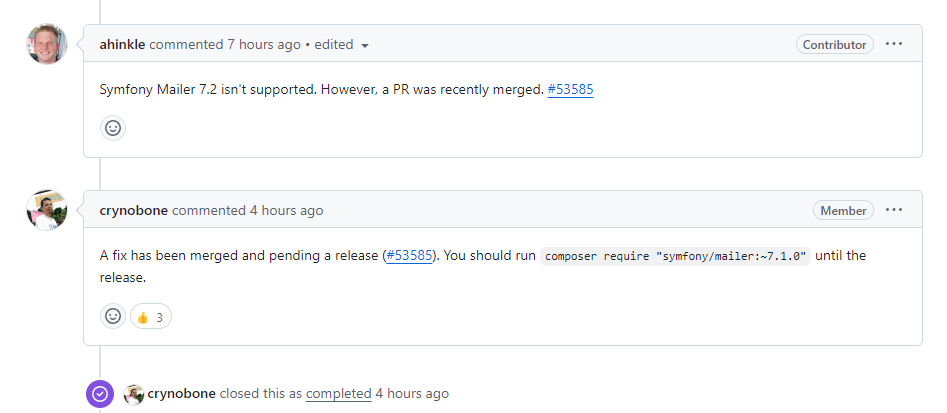 ahinkle commented 7 hours ago • edited
Contributor
Symfony Mailer 7.2 isn't supported. However, a PR was recently merged. #53585
crynobone commented 4 hours ago
Member
A fix has been merged and pending a release (#53585). You should run composer require "symfony/mailer:~7.1.0" until the
release.
3
crynobone closed this as completed 4 hours ago